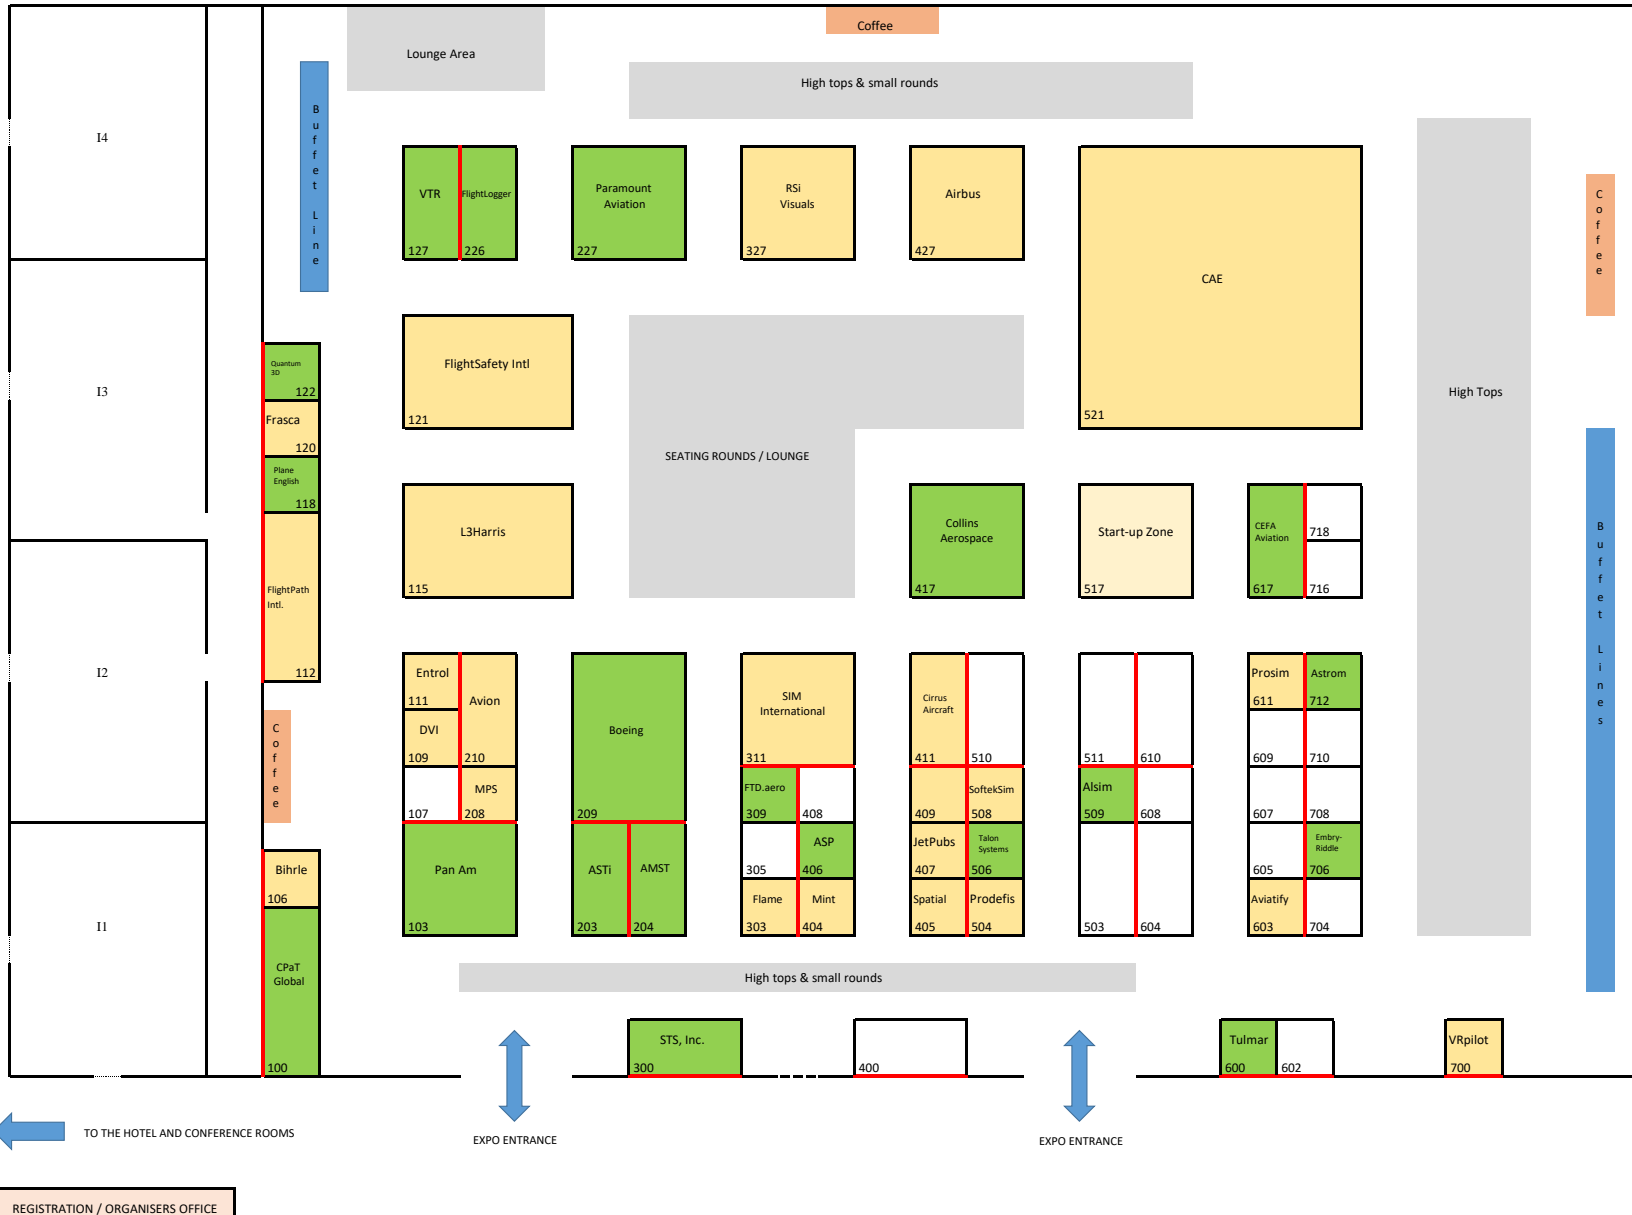 Coffee
Lounge Area
High tops & small rounds
Buffet Line
I4
VTR
127
FlightLogger
226
Paramount
Aviation
227
RSi
Visuals
327
Airbus
427
CAE
521
Coffee
Quantum
3D
122
Frasca
120
Plane
English
118
FlightPath
Intl.
112
I3
FlightSafety Intl
121
SEATING ROUNDS / LOUNGE
High Tops
L3Harris
115
Collins
Aerospace
417
Start-up Zone
517
CEFA
Aviation
617
718
716
Buffet Lines
I2
Coffee
Entrol
111
DVI
109
107
Avion
210
MPS
208
Pan Am
103
Boeing
209
ASTi
203
AMST
204
SIM
International
311
FTD.aero
309
408
305
ASP
406
Flame
303
Mint
404
Cirrus
Aircraft
411
510
409
SoftekSim
508
JetPubs
407
Talon
Systems
506
Spatial
405
Prodefis
504
511
610
Alsim
509
608
503
604
Prosim
611
Astrom
712
609
710
607
708
605
Embry-
Riddle
706
Aviatify
603
704
I1
Bihrle
106
CPaT
Global
100
High tops & small rounds
STS, Inc.
300
400
Tulmar
600
602
VRpilot
700
TO THE HOTEL AND CONFERENCE ROOMS
EXPO ENTRANCE
EXPO ENTRANCE
REGISTRATION / ORGANISERS OFFICE